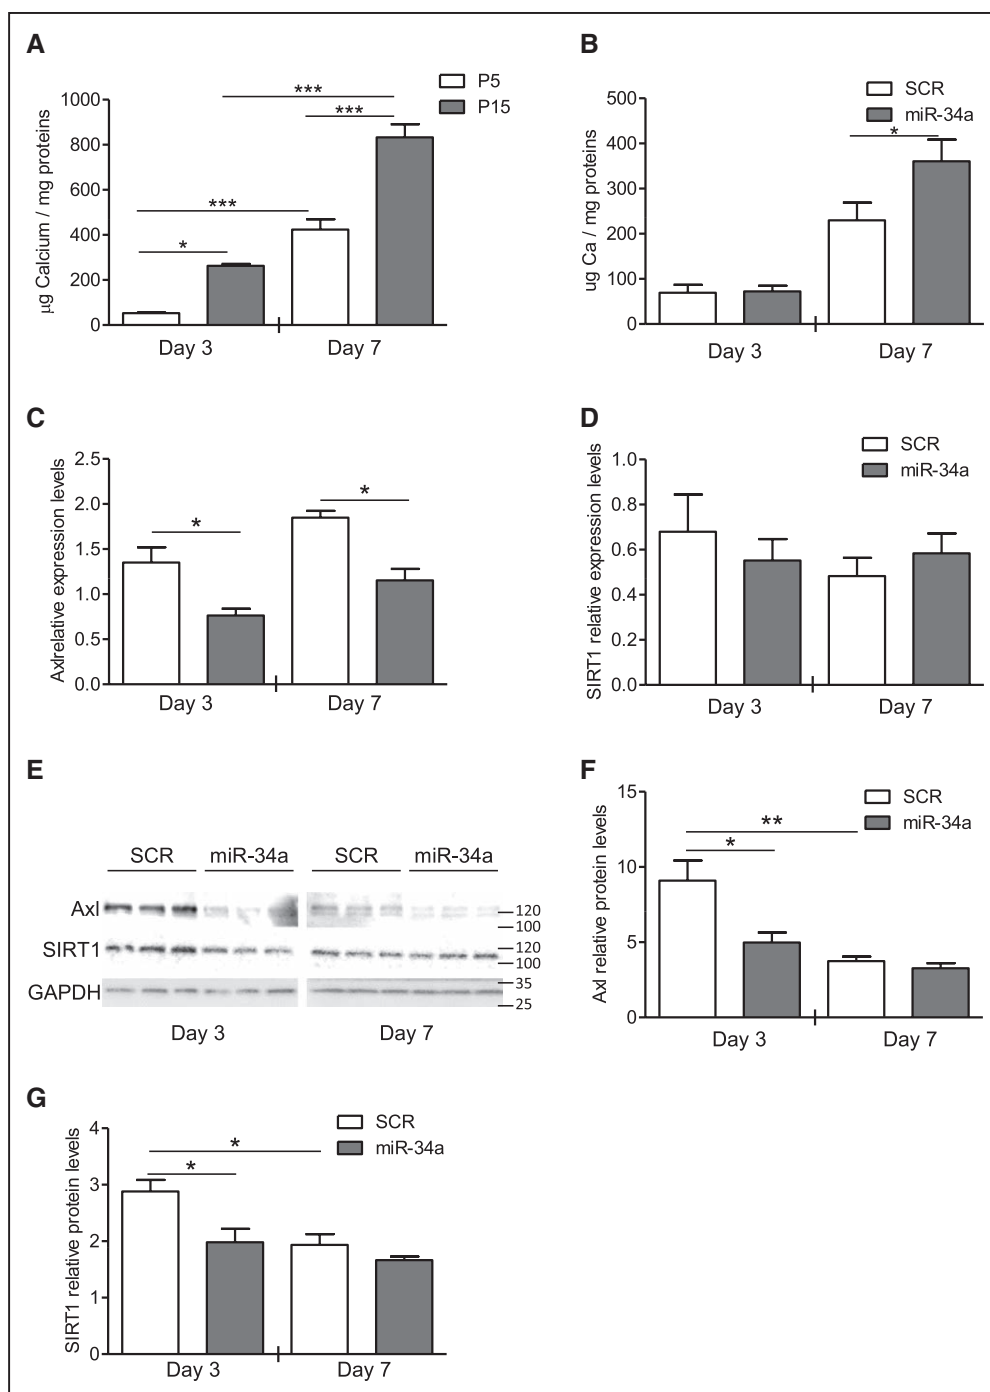 A
P5
P15
***
***
***
*
1000
800
600
400
200
0
µg Calcium / mg proteins
Day 3
Day 7
B
SCR
miR-34a
*
500
400
300
200
100
0
ug Ca / mg proteins
Day 3
Day 7
C
*
*
2.5
2.0
1.5
1.0
0.5
0.0
Axlrelative expression levels
Day 3
Day 7
D
SCR
miR-34a
1.0
0.8
0.6
0.4
0.2
0.0
SIRT1 relative expression levels
Day 3
Day 7
E
SCR miR-34a SCR miR-34a
Axl
120
100
SIRT1
120
100
GAPDH
35
25
Day 3
Day 7
F
SCR
miR-34a
**
*
15
10
5
0
Axl relative protein levels
Day 3
Day 7
G
SCR
miR-34a
*
*
4
3
2
1
0
SIRT1 relative protein levels
Day 3
Day 7